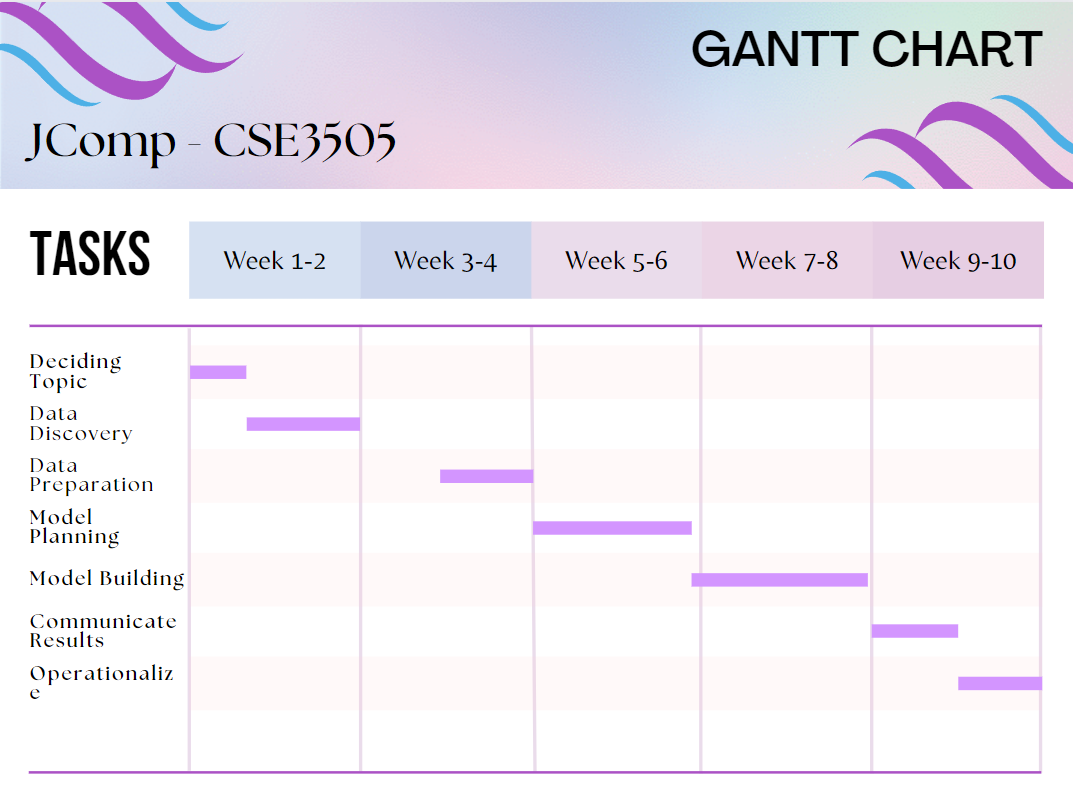 GANTT CHART
JComp - CSE3505
TASKS
Week 1-2
Week 3-4
Week 5-6
Week 7-8
Week 9-10
Deciding
Topic
Data
Discovery
Data
Preparation
Model
Planning
Model Building
Communicate
Results
Operationaliz
e